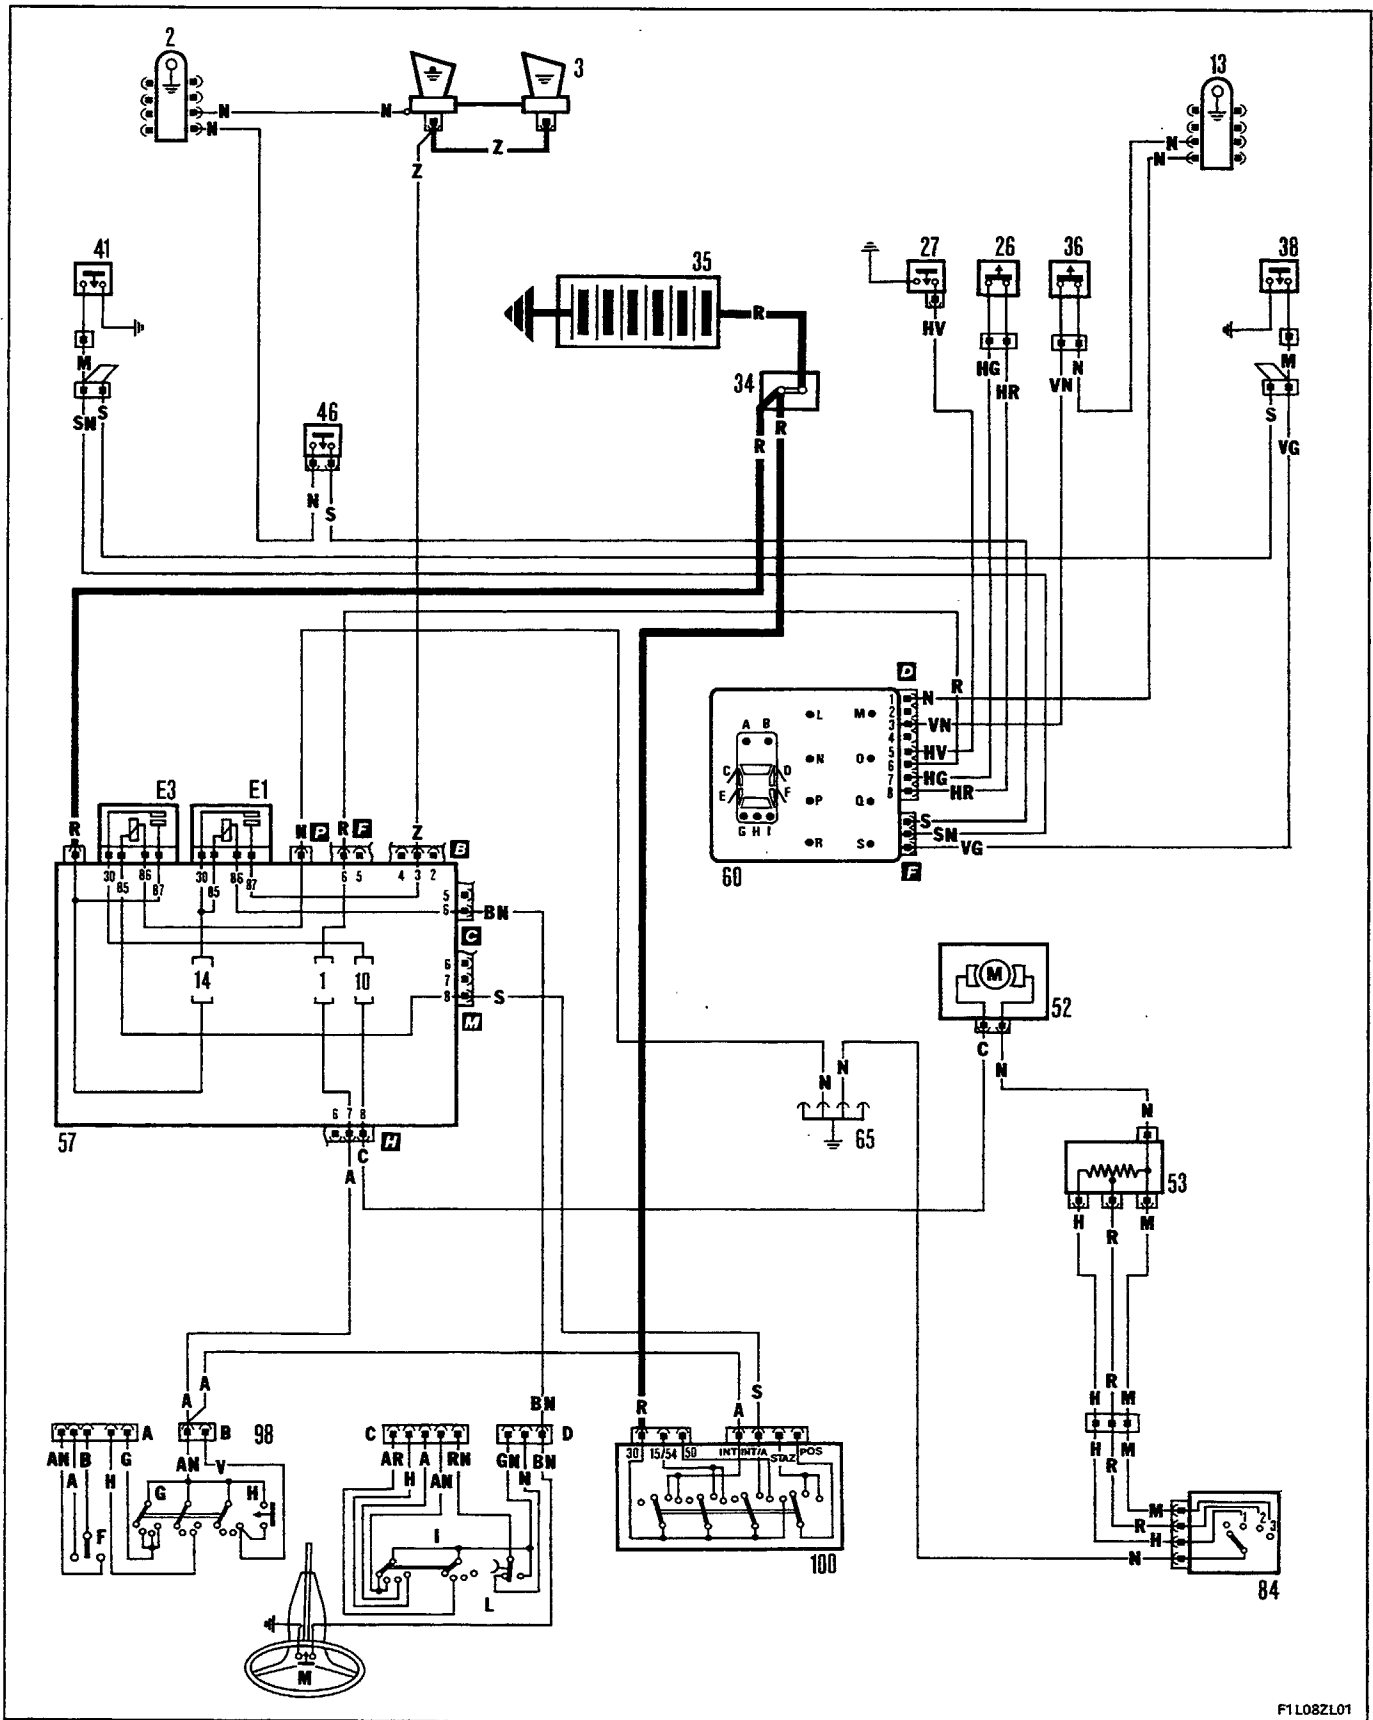 2
3
13
N
N
N
Z
Z
N
N
41
35
27
26
36
38
R
HV
M
34
HG
N
M
SN
S
46
R
R
HR
VN
S
VG
N
S
D
R
1
N
2
L
M
3
VN
A
B
4
N
O
5
HV
C
D
6
E
F
P
Q
7
HG
8
HR
G
H
I
R
S
S
SN
VG
60
F
E3
E1
R
N
P
R
F
Z
B
30
85
86
87
30
85
86
87
6
5
4
3
2
5
6
BN
C
14
1
10
6
7
8
S
M
M
52
C
N
N
N
N
65
6
7
8
57
H
A
C
53
H
R
M
A
A
BN
R
A
S
H
R
M
H
R
M
A
B
98
C
D
AN
A
B
H
G
AN
V
AR
H
A
AN
RN
GN
N
BN
30
15/54
50
INT
INT/A
STAZ
POS
G
H
F
I
L
M
100
M
R
H
N
1
2
3
84
F1L08ZL01